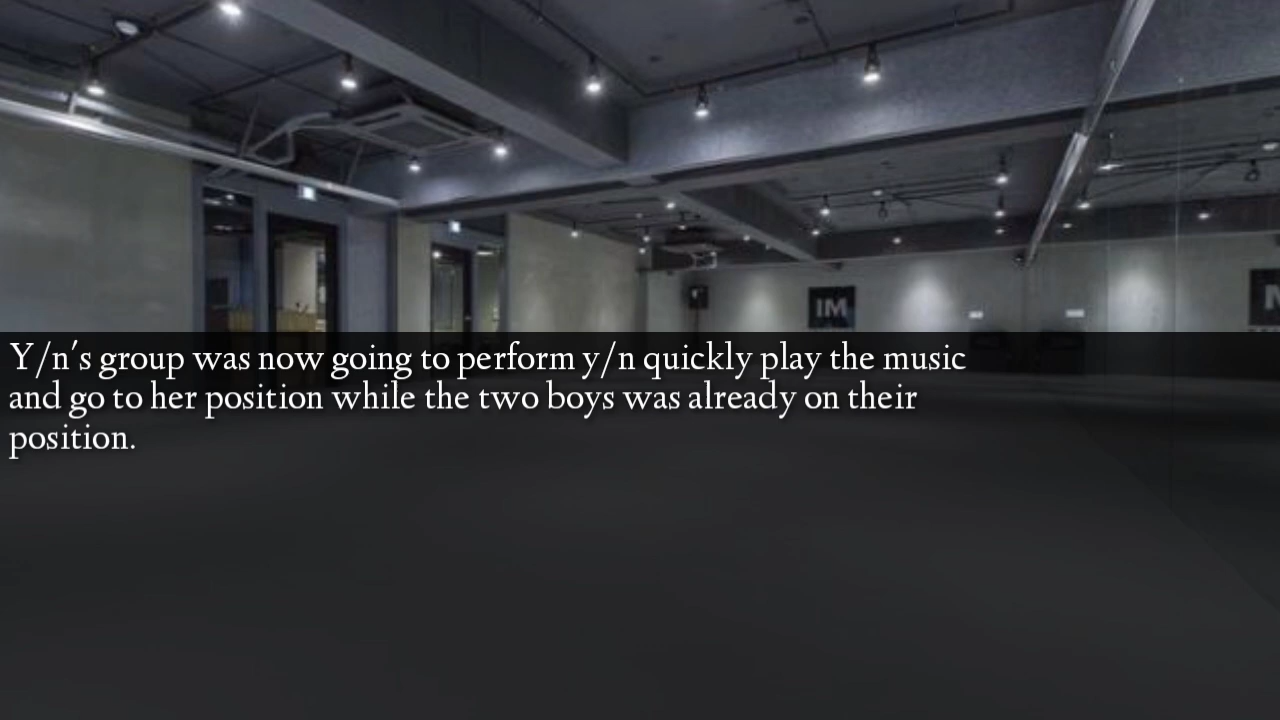 IM
Y/n's group was now going to perform y/n quickly play the music
and go to her position while the two boys was already on their
position.